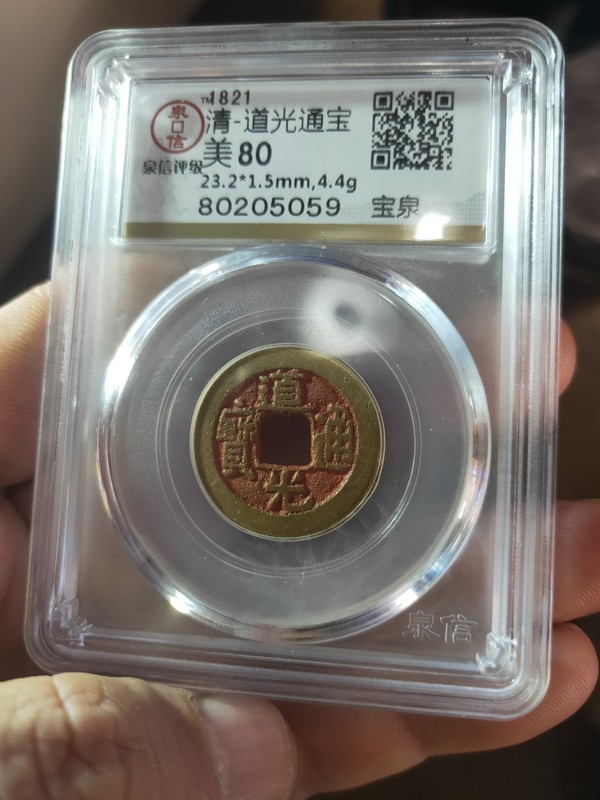 ™1821
泉信
清-道光通宝
美80
泉信评级
23.2*1.5mm,4.4g
80205059 宝泉
道光通寶
泉信